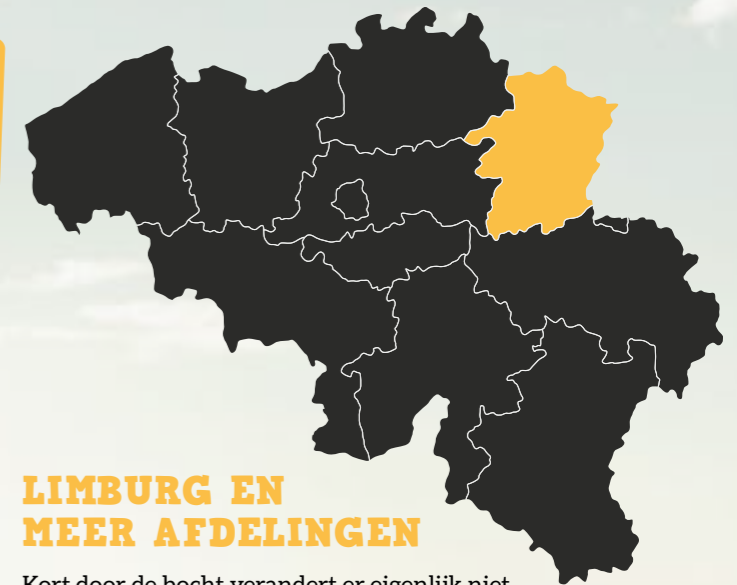 LIMBURG EN
MEER AFDELINGEN
Kort door de bocht verandert er eigenlijk niet